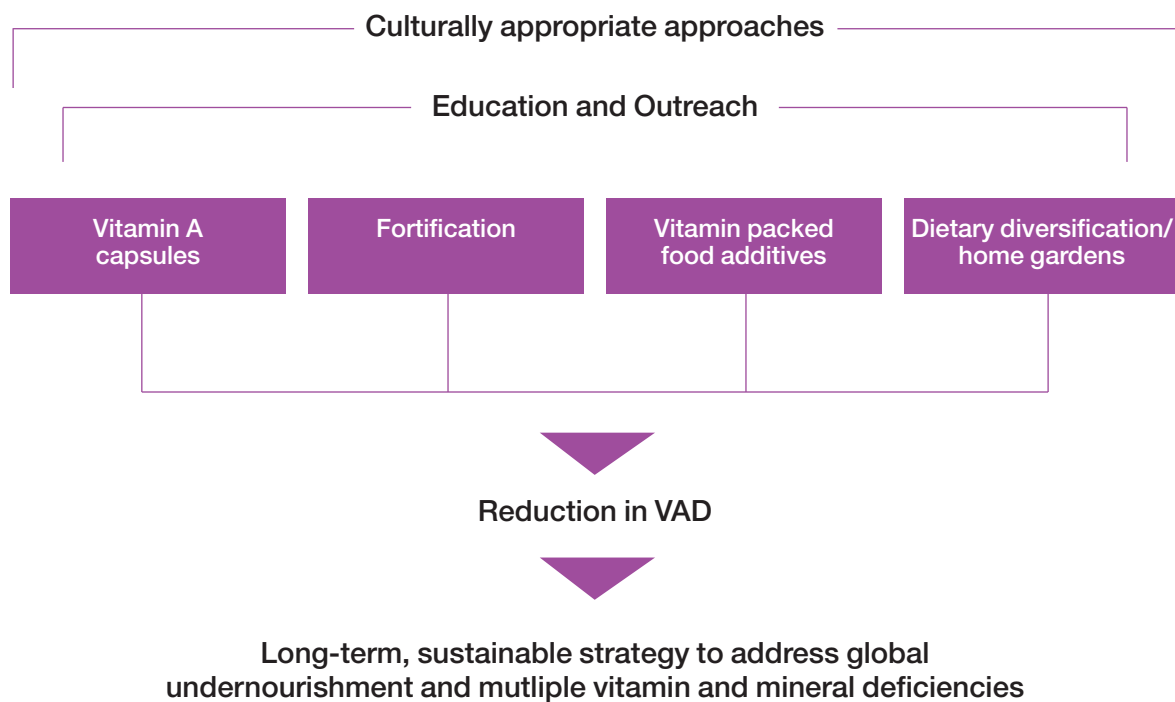 Culturally appropriate approaches
Education and Outreach
Vitamin A
capsules
Fortification
Vitamin packed
food additives
Dietary diversification/
home gardens
Reduction in VAD
Long-term, sustainable strategy to address global
undernourishment and mutliple vitamin and mineral deficiencies